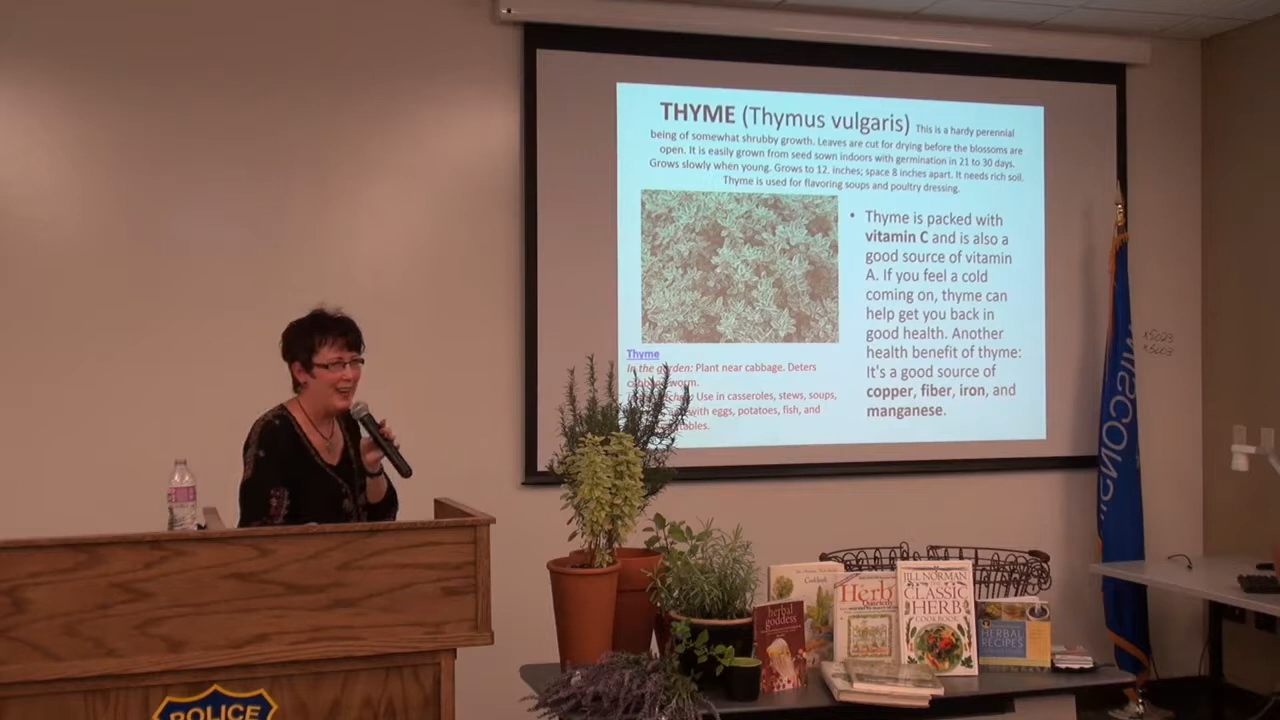 THYME (Thymus vulgaris) This is a hardy perennial
being of somewhat shrubby growth. Leaves are cut for drying before the blossoms are
open. It is easily grown from seed sown indoors with germination in 21 to 30 days.
Grows slowly when young. Grows to 12. inches; space 8 inches apart. It needs rich soil.
Thyme is used for flavoring soups and poultry dressing.
• Thyme is packed with
vitamin C and is also a
good source of vitamin
A. If you feel a cold
coming on, thyme can
help get you back in
good health. Another
health benefit of thyme:
It's a good source of
copper, fiber, iron, and
manganese.
Thyme
In the garden: Plant near cabbage. Deters
worm.
Use in casseroles, stews, soups,
with eggs, potatoes, fish, and
WISCONSI
x5023
x5003
POLICE
herbal
goddess
Cookbook
Herb
Quarterly
JILL NORMAN
THE
CLASSIC
HERB
COOKBOOK
HERBAL
RECIPES